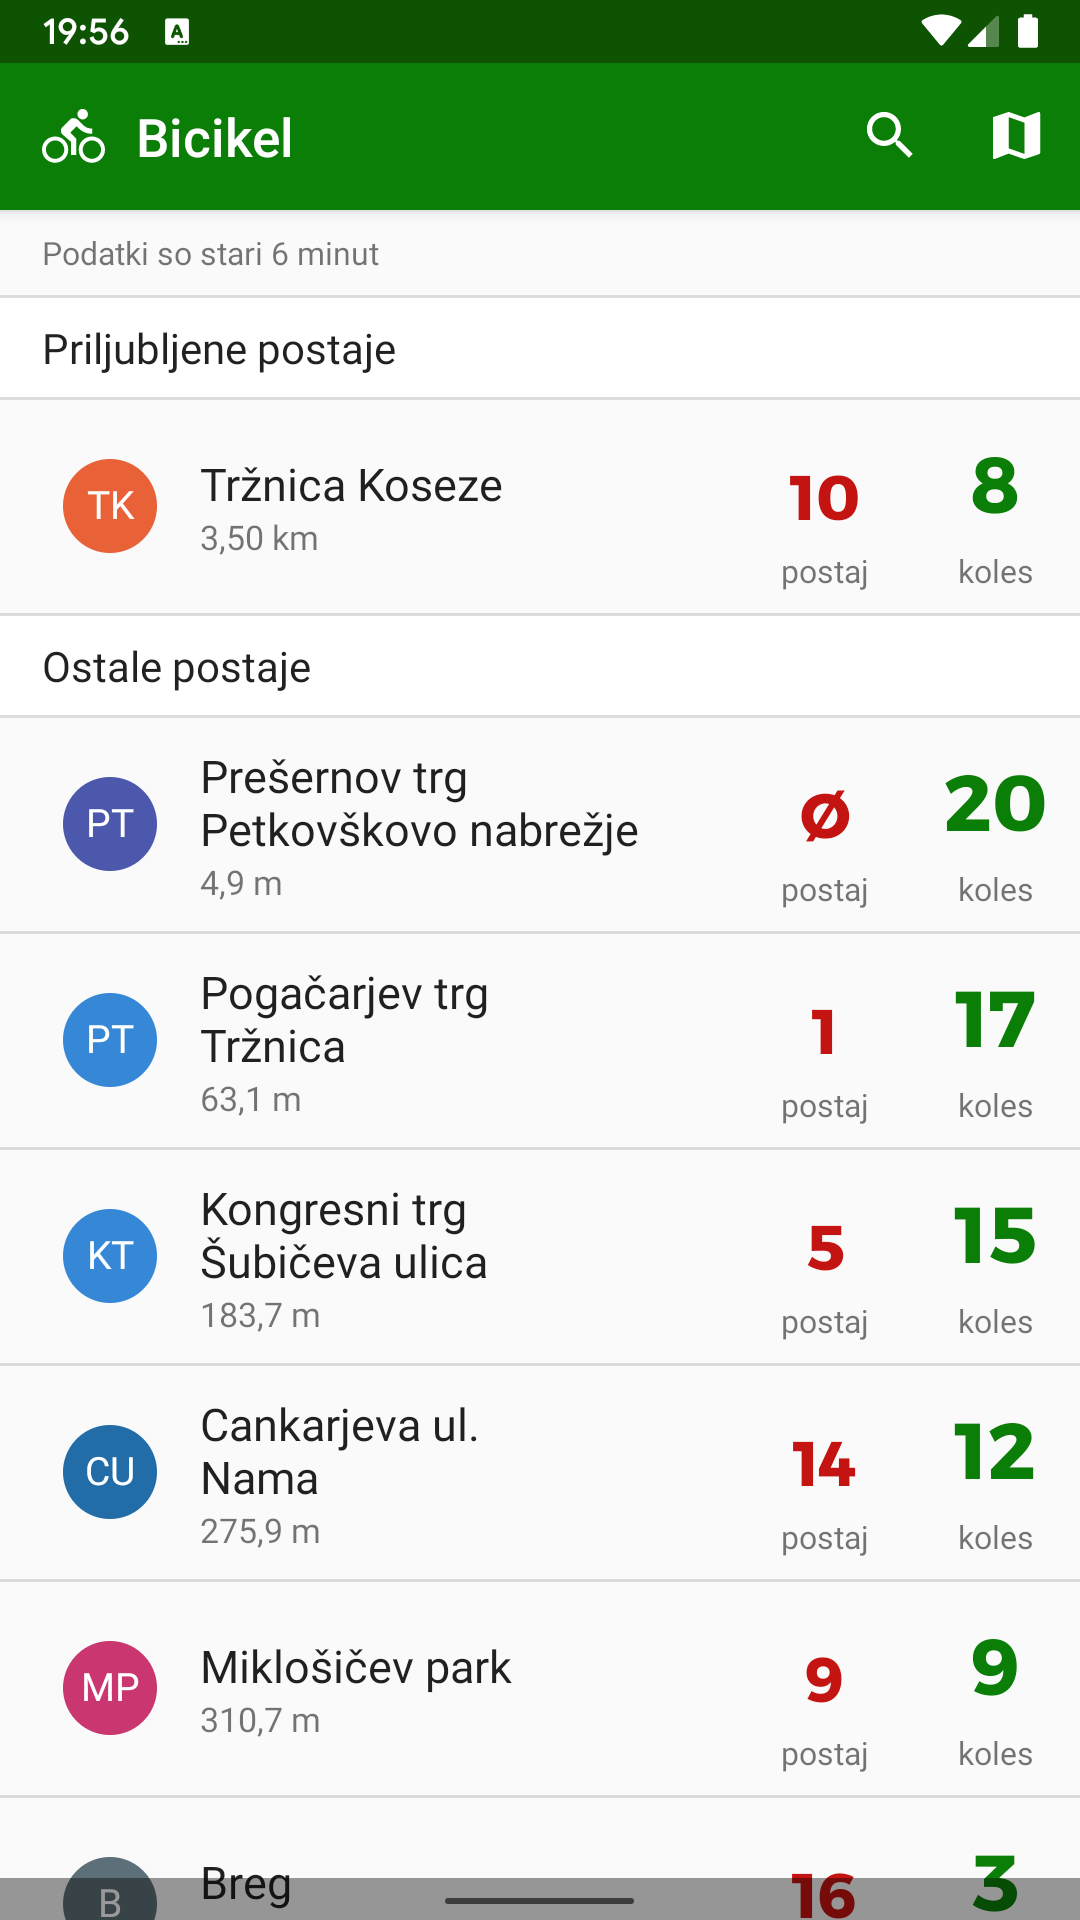 19:56
Bicikel
Podatki so stari 6 minut
Priljubljene postaje
TK
Tržnica Koseze
3,50 km
10
postaj
8
koles
Ostale postaje
PT
Prešernov trg
Petkovškovo nabrežje
4,9 m
Ø
postaj
20
koles
PT
Pogačarjev trg
Tržnica
63,1 m
1
postaj
17
koles
KT
Kongresni trg
Šubičeva ulica
183,7 m
5
postaj
15
koles
CU
Cankarjeva ul.
Nama
275,9 m
14
postaj
12
koles
MP
Miklošičev park
310,7 m
9
postaj
9
koles
B
Breg
16
3